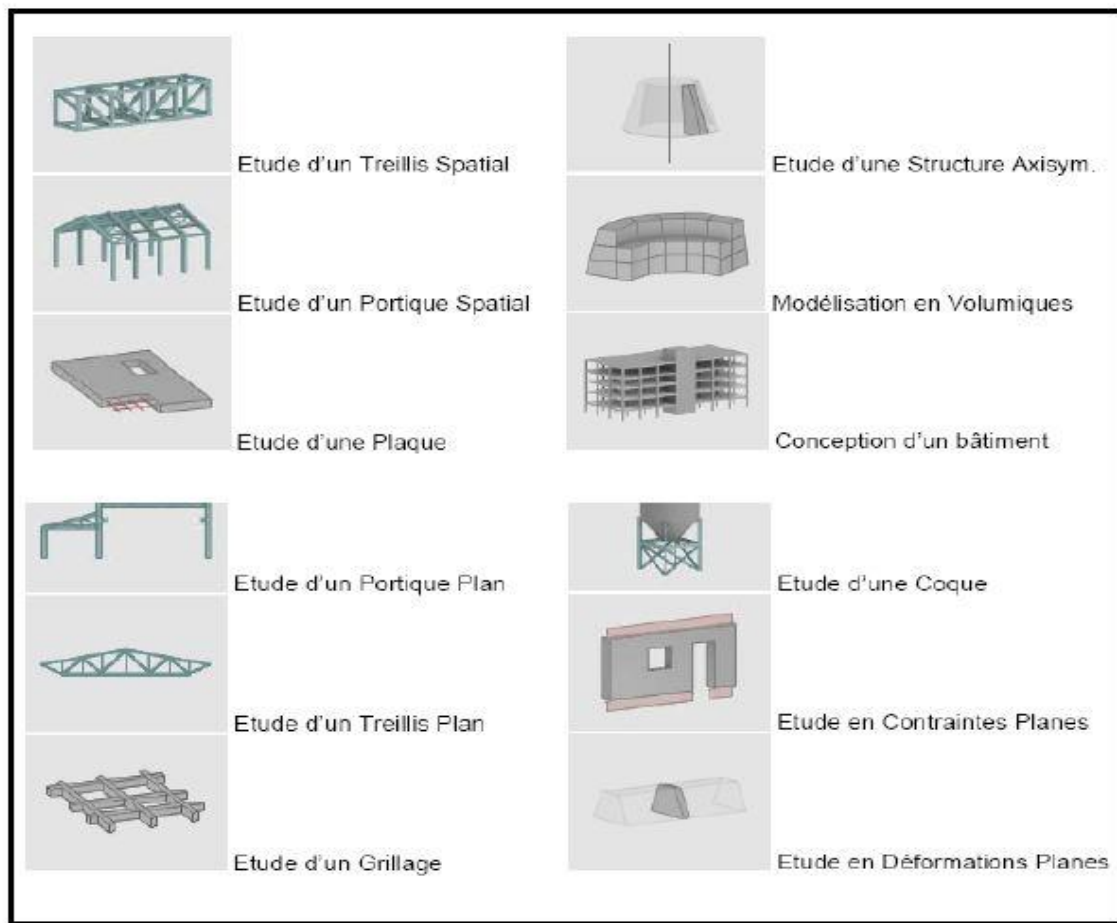 Etude d'un Treillis Spatial
Etude d'un Portique Spatial
Etude d'une Plaque
Etude d'un Portique Plan
Etude d'un Treillis Plan
Etude d'un Grillage
Etude d'une Structure Axisym.
Modélisation en Volumiques
Conception d'un bâtiment
Etude d'une Coque
Etude en Contraintes Planes
Etude en Déformations Planes